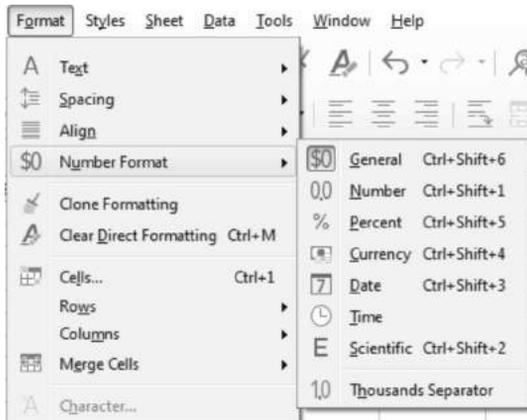 Format Styles Sheet Data Tools Window Help
A Text
Spacing
Align
$0 Number Format
Clone Formatting
Clear Direct Formatting Ctrl+M
Cells... Ctrl+1
Rows
Columns
Merge Cells
A Character...
$0 General Ctrl+Shift+6
0.0 Number Ctrl+Shift+1
% Percent Ctrl+Shift+5
Currency Ctrl+Shift+4
7 Date Ctrl+Shift+3
Time
E Scientific Ctrl+Shift+2
1,0 Thousands Separator